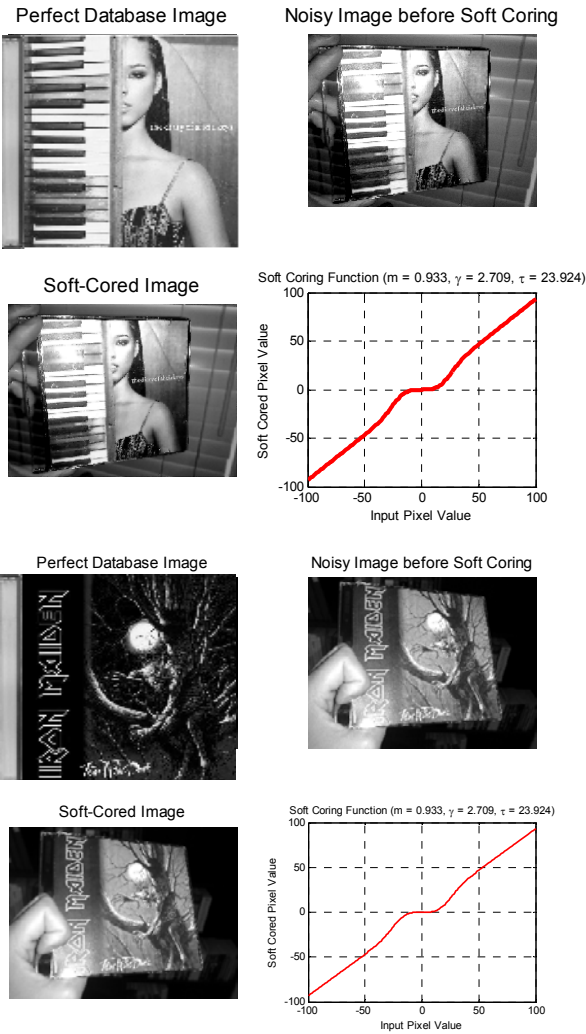 Perfect Database Image
Noisy Image before Soft Coring
Soft-Cored Image
Soft Coring Function (m = 0.933, γ = 2.709, τ = 23.924)
Soft Cored Pixel Value
100
50
0
-50
-100
-100
-50
0
50
100
Input Pixel Value
Perfect Database Image
IRON MAIDEN
Noisy Image before Soft Coring
IRON MAIDEN
Soft-Cored Image
IRON MAIDEN
Soft Coring Function (m = 0.933, γ = 2.709, τ = 23.924)
Soft Cored Pixel Value
100
50
0
-50
-100
-100
-50
0
50
100
Input Pixel Value